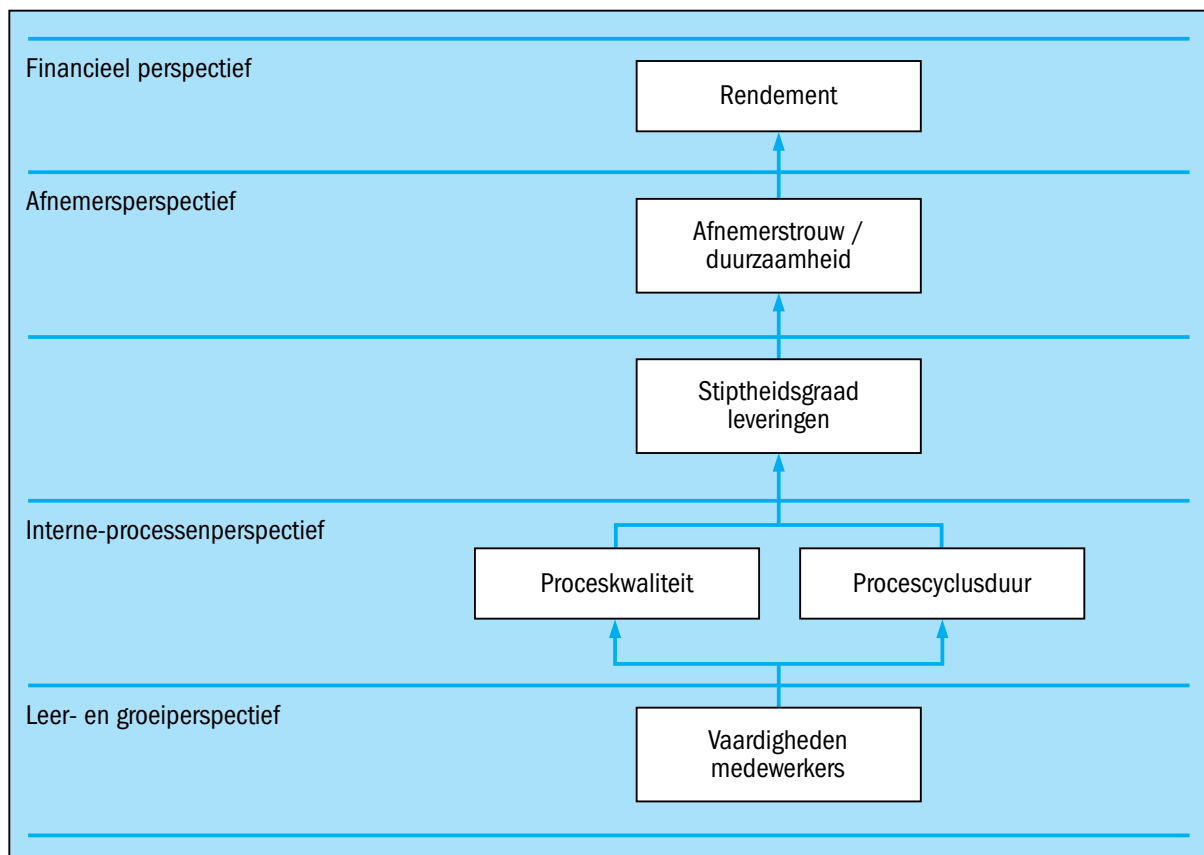 Financieel perspectief
Rendement
Afnemersperspectief
Afnemerstrouw /
duurzaamheid
Stiptheidsgraad
leveringen
Interne-processenperspectief
Proceskwaliteit
Procescyclusduur
Leer- en groeiperspectief
Vaardigheden
medewerkers